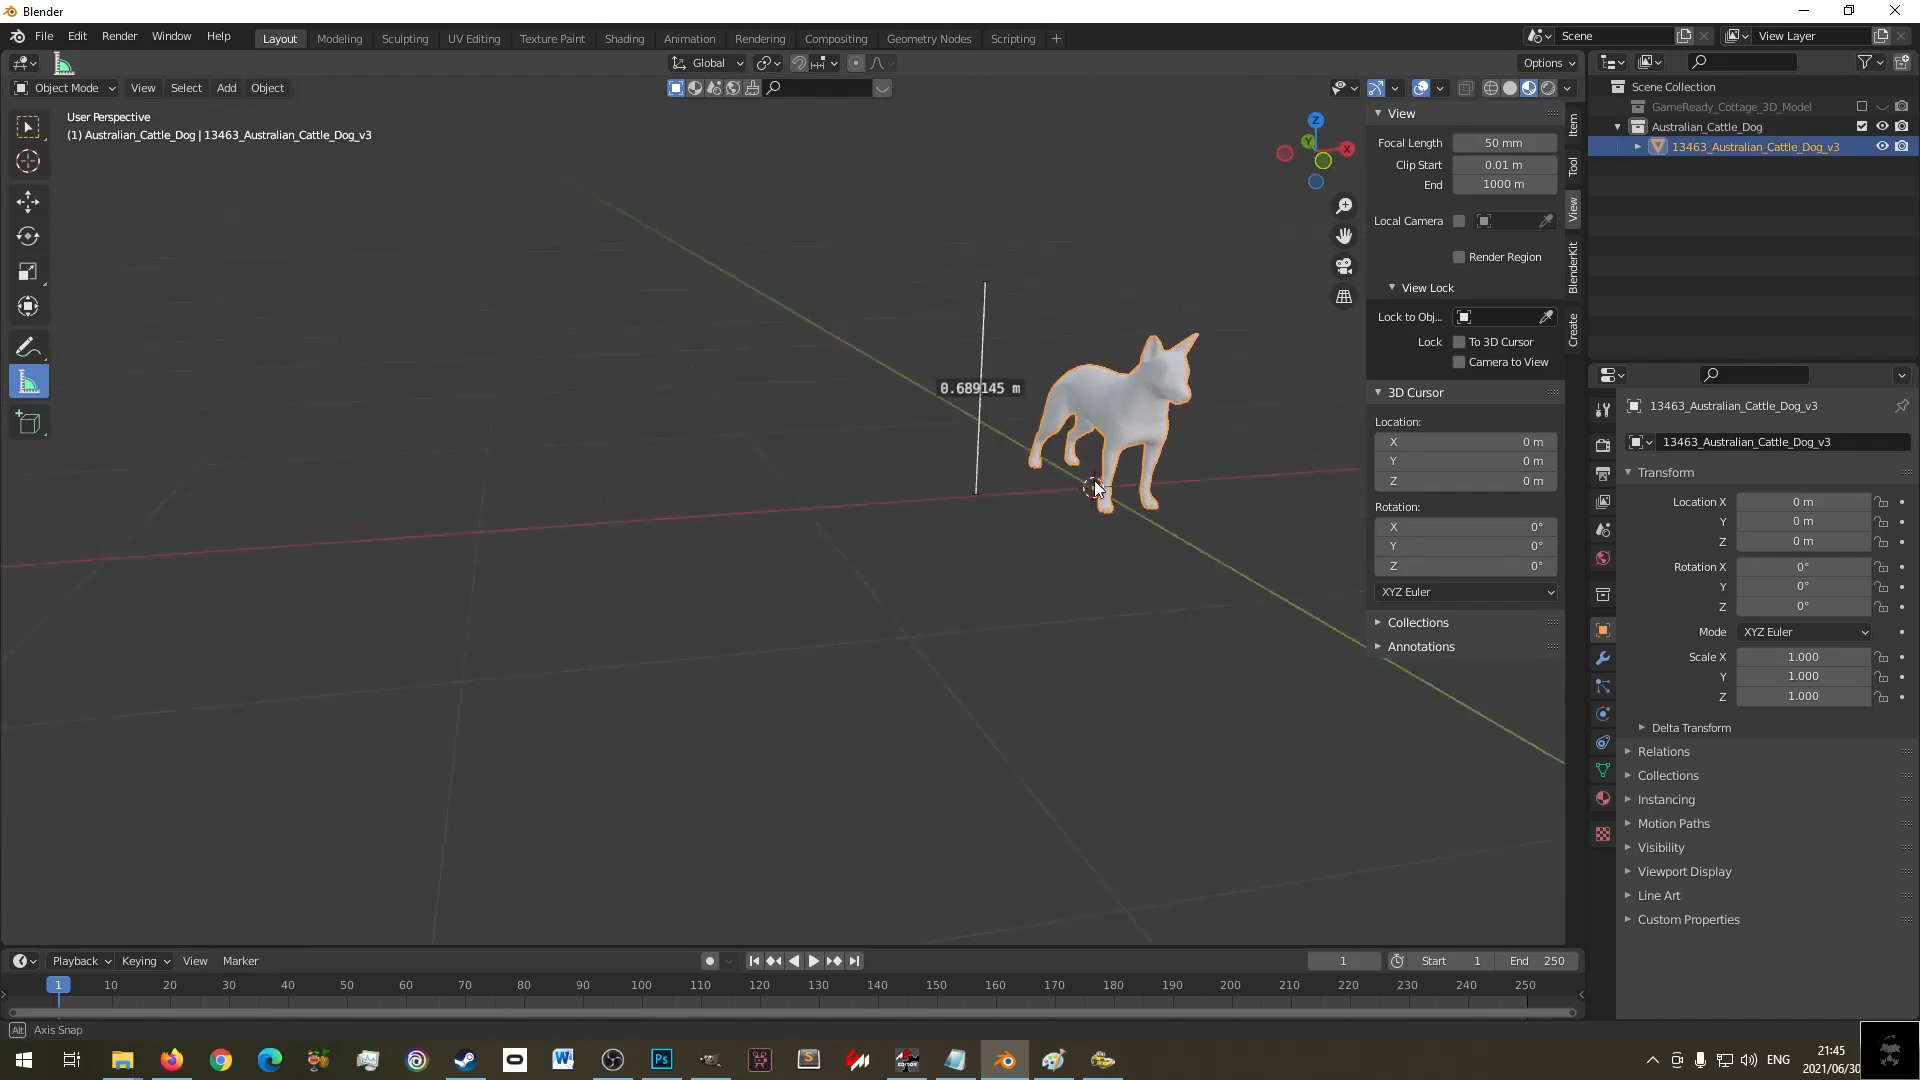 Blender
File Edit Render Window Help
Layout Modeling Sculpting UV Editing Texture Paint Shading Animation Rendering Compositing Geometry Nodes Scripting +
Scene
View Layer
Global
Options
Object Mode View Select Add Object
User Perspective
(1) Australian_Cattle_Dog | 13463_Australian_Cattle_Dog_v3
0.689145 m
Z
Y
X
View
Focal Length 50 mm
Clip Start 0.01 m
End 1000 m
Local Camera
Render Region
View Lock
Lock to Obj...
Lock To 3D Cursor
Camera to View
3D Cursor
Location:
X 0 m
Y 0 m
Z 0 m
Rotation:
X 0°
Y 0°
Z 0°
XYZ Euler
Collections
Annotations
Item
Tool
View
BlenderKit
Create
Scene Collection
GameReady_Cottage_3D_Model
Australian_Cattle_Dog
13463_Australian_Cattle_Dog_v3
13463_Australian_Cattle_Dog_v3
13463_Australian_Cattle_Dog_v3
Transform
Location X 0 m
Y 0 m
Z 0 m
Rotation X 0°
Y 0°
Z 0°
Mode XYZ Euler
Scale X 1.000
Y 1.000
Z 1.000
Delta Transform
Relations
Collections
Instancing
Motion Paths
Visibility
Viewport Display
Line Art
Custom Properties
Playback Keying View Marker
1 Start 1 End 250
1 10 20 30 40 50 60 70 80 90 100 110 120 130 140 150 160 170 180 190 200 210 220 230 240 250
Alt Axis Snap
ENG
21:45
2021/06/30